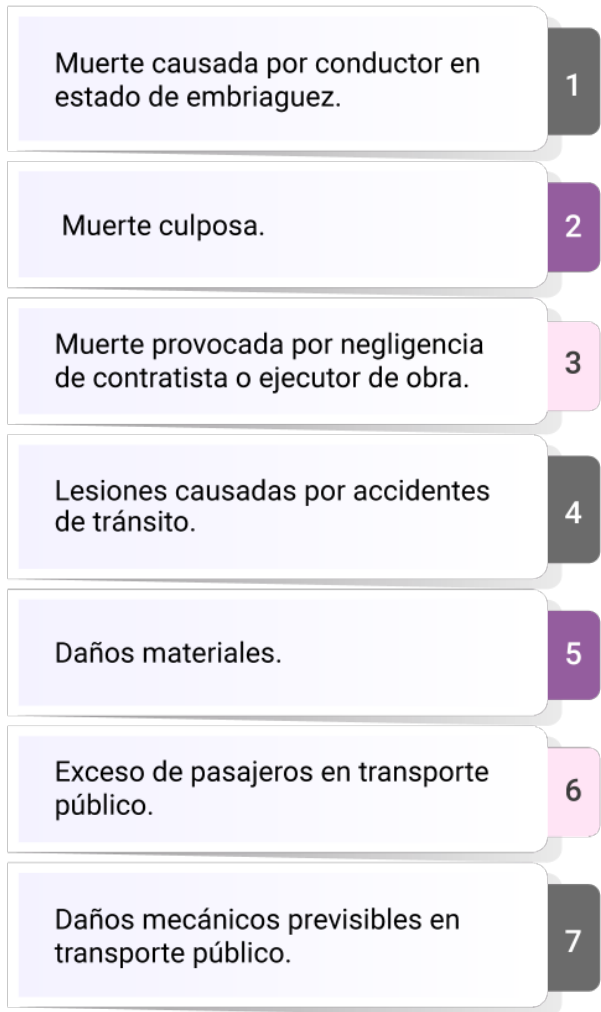 Muerte causada por conductor en
estado de embriaguez.
1
Muerte culposa.
2
Muerte provocada por negligencia
de contratista o ejecutor de obra.
3
Lesiones causadas por accidentes
de tránsito.
4
Daños materiales.
5
Exceso de pasajeros en transporte
público.
6
Daños mecánicos previsibles en
transporte público.
7